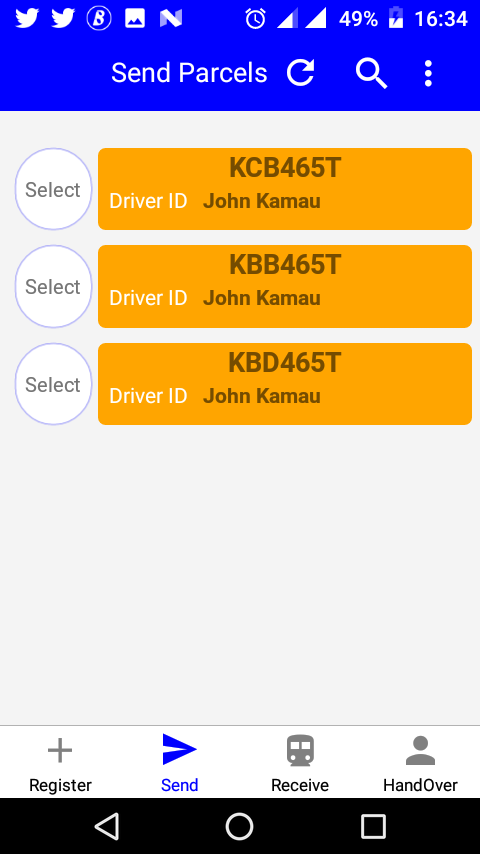 49% 16:34
Send Parcels
KCB465T
Select Driver ID John Kamau
KBB465T
Select Driver ID John Kamau
KBD465T
Select Driver ID John Kamau
Register Send Receive HandOver